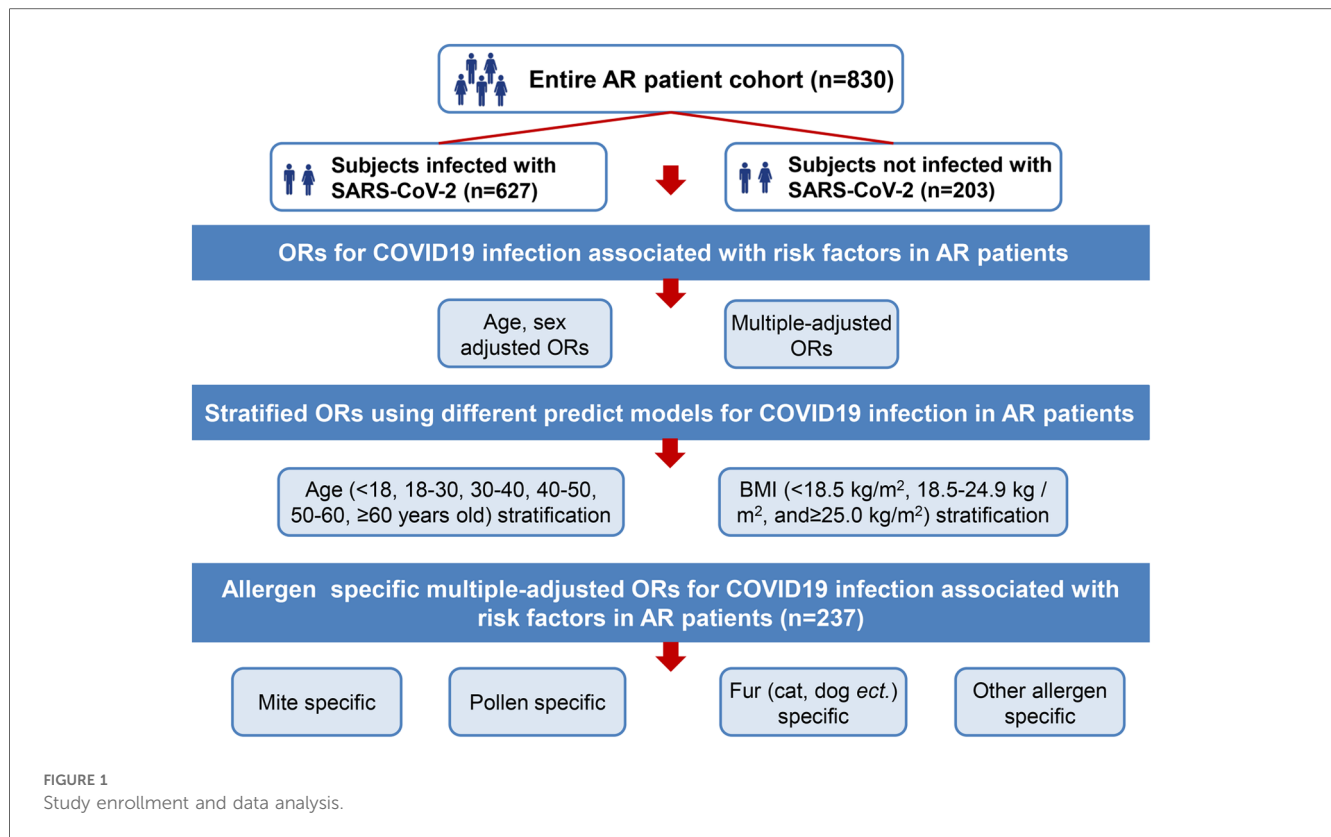 Entire AR patient cohort (n=830)
Subjects infected with
SARS-CoV-2 (n=627)
Subjects not infected with
SARS-CoV-2 (n=203)
ORs for COVID19 infection associated with risk factors in AR patients
Age, sex
adjusted ORs
Multiple-adjusted
ORs
Stratified ORs using different predict models for COVID19 infection in AR patients
Age (<18, 18-30, 30-40, 40-50,
50-60, ≥60 years old) stratification
BMI (<18.5 kg/m², 18.5-24.9 kg /
m², and≥25.0 kg/m²) stratification
Allergen specific multiple-adjusted ORs for COVID19 infection associated with
risk factors in AR patients (n=237)
Mite specific
Pollen specific
Fur (cat, dog ect.)
specific
Other allergen
specific
FIGURE 1
Study enrollment and data analysis.